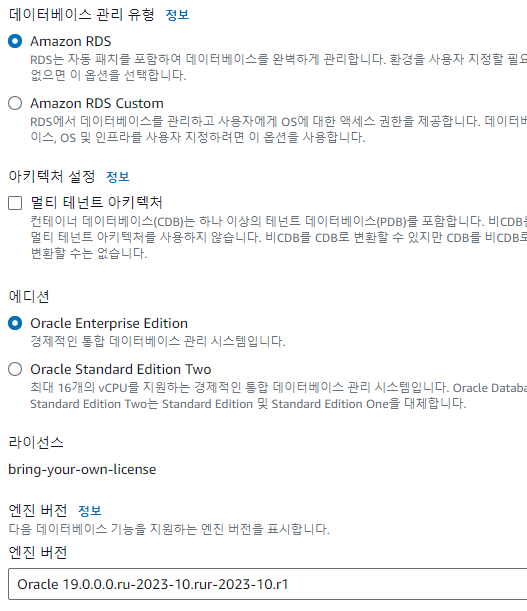 데이터베이스 관리 유형 정보
Amazon RDS
RDS는 자동 패치를 포함하여 데이터베이스를 완벽하게 관리합니다. 환경을 사용자 지정할 필요
없으면 이 옵션을 선택합니다.
Amazon RDS Custom
RDS에서 데이터베이스를 관리하고 사용자에게 OS에 대한 액세스 권한을 제공합니다. 데이터베
이스, OS 및 인프라를 사용자 지정하려면 이 옵션을 사용합니다.
아키텍처 설정 정보
멀티 테넌트 아키텍처
컨테이너 데이터베이스(CDB)는 하나 이상의 테넌트 데이터베이스(PDB)를 포함합니다. 비CDB는
멀티 테넌트 아키텍처를 사용하지 않습니다. 비CDB를 CDB로 변환할 수 있지만 CDB를 비CDB로
변환할 수는 없습니다.
에디션
Oracle Enterprise Edition
경제적인 통합 데이터베이스 관리 시스템입니다.
Oracle Standard Edition Two
최대 16개의 vCPU를 지원하는 경제적인 통합 데이터베이스 관리 시스템입니다. Oracle Databa
Standard Edition Two는 Standard Edition 및 Standard Edition One을 대체합니다.
라이선스
bring-your-own-license
엔진 버전 정보
다음 데이터베이스 기능을 지원하는 엔진 버전을 표시합니다.
엔진 버전
Oracle 19.0.0.0.ru-2023-10.rur-2023-10.r1